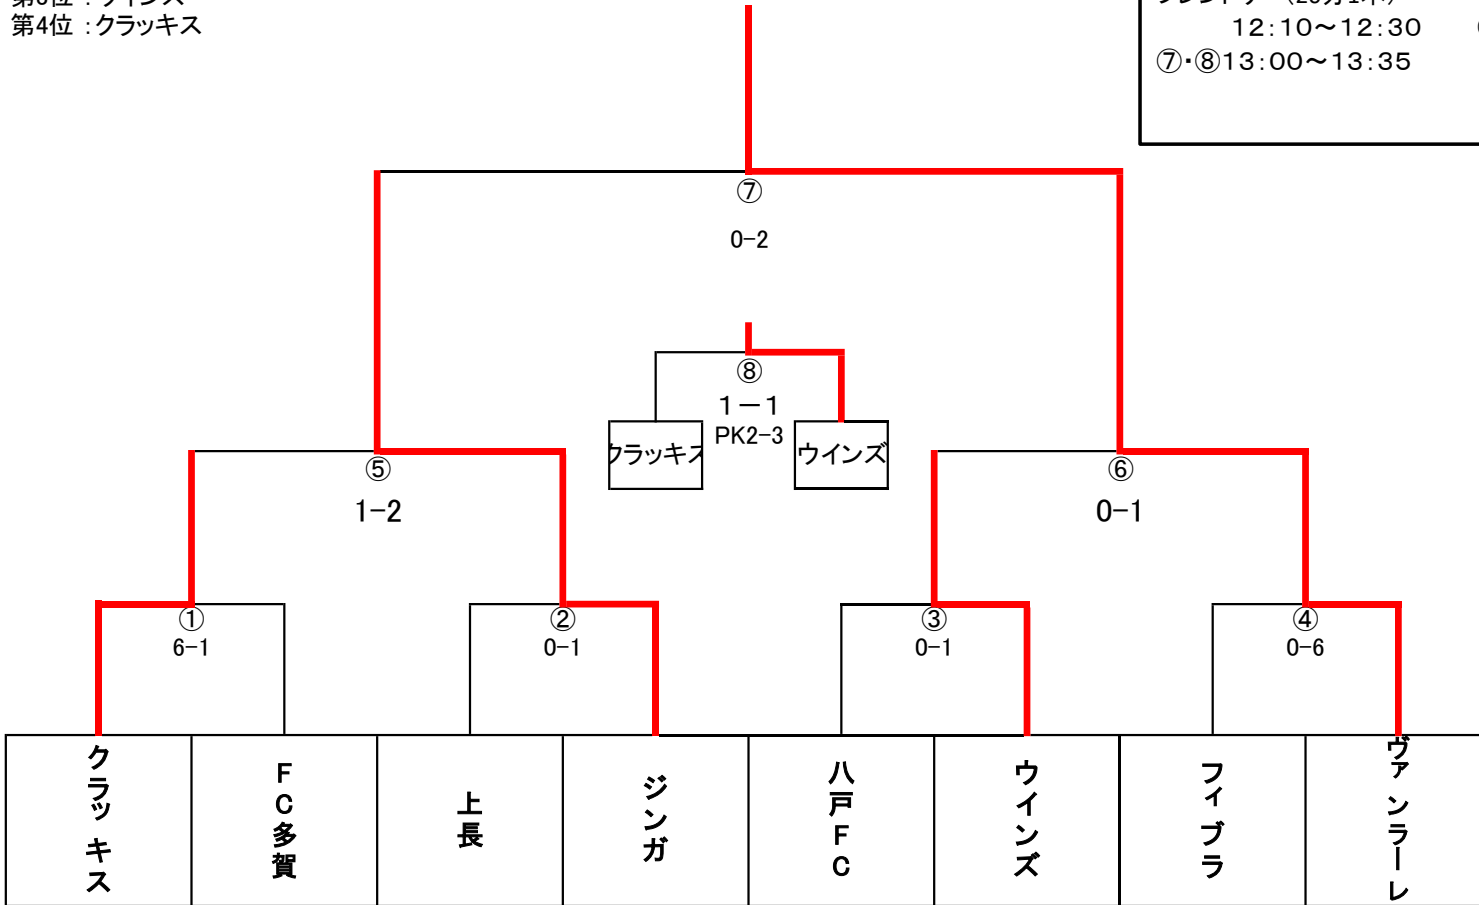 第4位 ：クラッキス
12：10～12：30
⑦・⑧13：00～13：35
⑦
0-2
⑧
1－1
PK2-3
クラッキス
ウインズ
⑤
1-2
⑥
0-1
①
6-1
②
0-1
③
0-1
④
0-6
クラッキス
FC多賀
上長
ジンガ
八戸FC
ウインズ
フィブラ
ヴァンラーレ